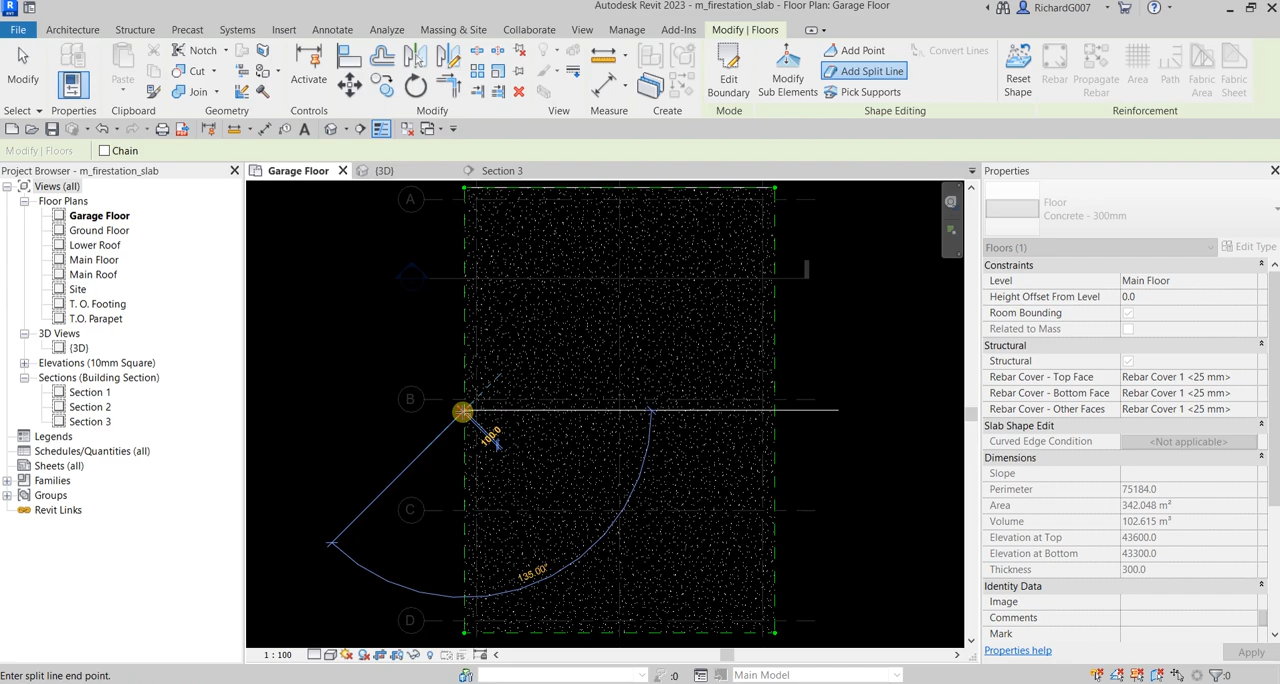 Autodesk Revit 2023 - m_firestation_slab - Floor Plan: Garage Floor
RichardG007
File Architecture Structure Precast Systems Insert Annotate Analyze Massing & Site Collaborate View Manage Add-Ins Modify | Floors
Modify
Paste
Notch
Cut
Join
Activate
Edit
Boundary
Modify
Sub Elements
Add Point
Add Split Line
Pick Supports
Convert Lines
Reset
Shape
Rebar
Propagate
Rebar
Area
Path
Fabric
Area
Fabric
Sheet
Select Properties Clipboard Geometry Controls Modify View Measure Create Mode Shape Editing Reinforcement
Modify | Floors
Chain
Project Browser - m_firestation_slab
Views (all)
Floor Plans
Garage Floor
Ground Floor
Lower Roof
Main Floor
Main Roof
Site
T. O. Footing
T.O. Parapet
3D Views
{3D}
Elevations (10mm Square)
Sections (Building Section)
Section 1
Section 2
Section 3
Legends
Schedules/Quantities (all)
Sheets (all)
Families
Groups
Revit Links
Garage Floor
{3D}
Section 3
A
B
C
D
100.0
135.00°
1 : 100
Properties
Floor
Concrete - 300mm
Floors (1)
Edit Type
Constraints
Level Main Floor
Height Offset From Level 0.0
Room Bounding
Related to Mass
Structural
Structural
Rebar Cover - Top Face Rebar Cover 1 <25 mm>
Rebar Cover - Bottom Face Rebar Cover 1 <25 mm>
Rebar Cover - Other Faces Rebar Cover 1 <25 mm>
Slab Shape Edit
Curved Edge Condition <Not applicable>
Dimensions
Slope
Perimeter 75184.0
Area 342.048 m²
Volume 102.615 m³
Elevation at Top 43600.0
Elevation at Bottom 43300.0
Thickness 300.0
Identity Data
Image
Comments
Mark
Properties help
Apply
Enter split line end point.
:0
Main Model
:0